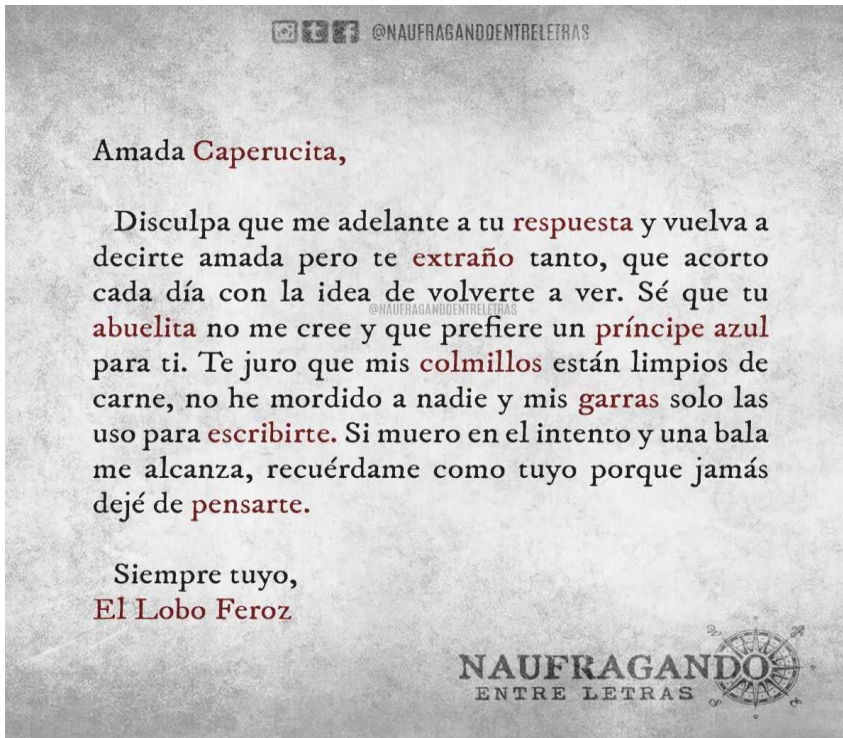 @NAUFRAGANDOENTRELETRAS
Amada Caperucita,
Disculpa que me adelante a tu respuesta y vuelva a
decirte amada pero te extraño tanto, que acorto
cada día con la idea de volverte a ver. Sé que tu
@NAUFRAGANDOENTRELETRAS
abuelita no me cree y que prefiere un príncipe azul
para ti. Te juro que mis colmillos están limpios de
carne, no he mordido a nadie y mis garras solo las
uso para escribirte. Si muero en el intento y una bala
me alcanza, recuérdame como tuyo porque jamás
dejé de pensarte.
Siempre tuyo,
El Lobo Feroz
NAUFRAGANDO
ENTRE LETRAS